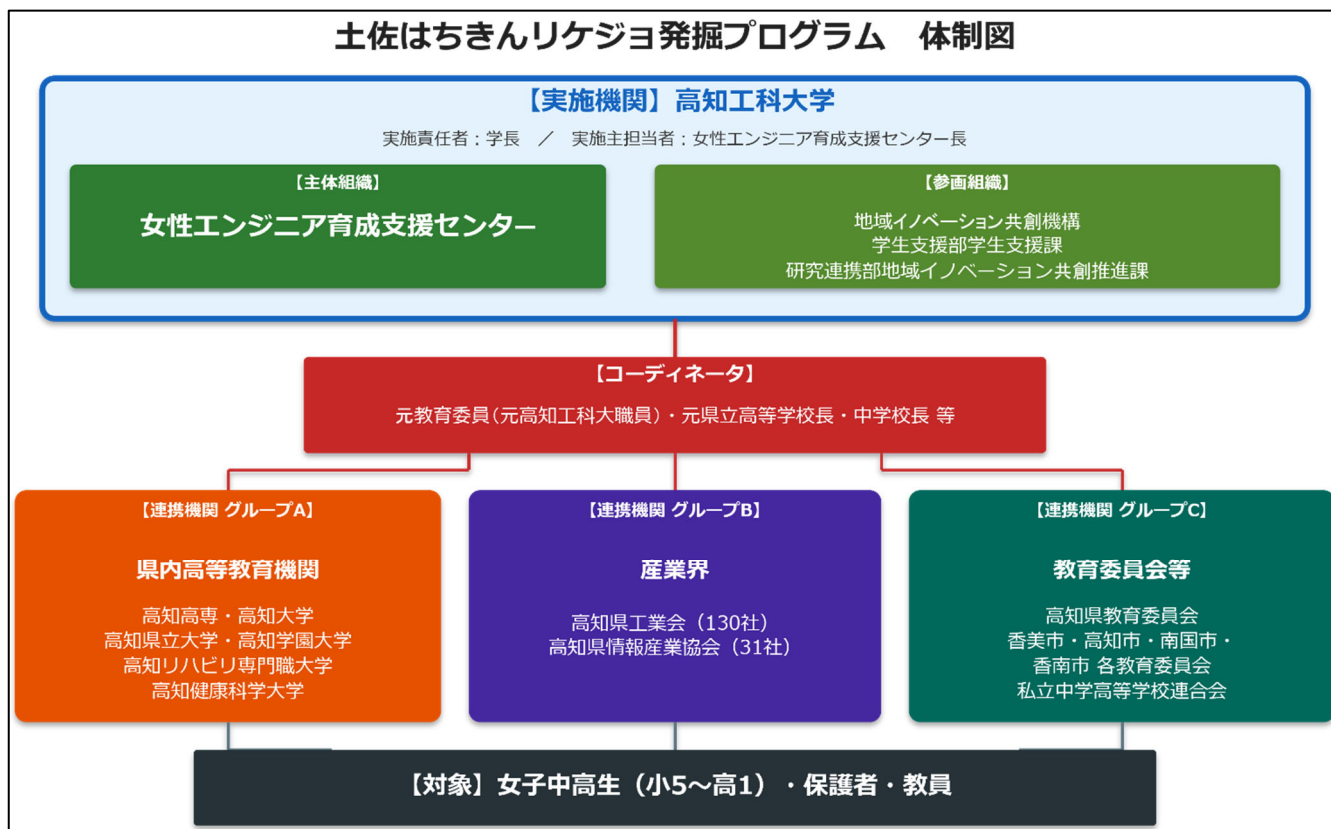 土佐はちきんリケジョ発掘プログラム　体制図
【実施機関】高知工科大学
実施責任者：学長　／　実施主担当者：女性エンジニア育成支援センター長
【主体組織】
女性エンジニア育成支援センター
【参画組織】
地域イノベーション共創機構
学生支援部学生支援課
研究連携部地域イノベーション共創推進課
【コーディネータ】
元教育委員（元高知工科大職員）・元県立高等学校長・中学校長 等
【連携機関 グループA】
県内高等教育機関
高知高専・高知大学
高知県立大学・高知学園大学
高知リハビリ専門職大学
高知健康科学大学
【連携機関 グループB】
産業界
高知県工業会（130社）
高知県情報産業協会（31社）
【連携機関 グループC】
教育委員会等
高知県教育委員会
香美市・高知市・南国市・
香南市 各教育委員会
私立中学高等学校連合会
【対象】女子中高生（小5～高1）・保護者・教員